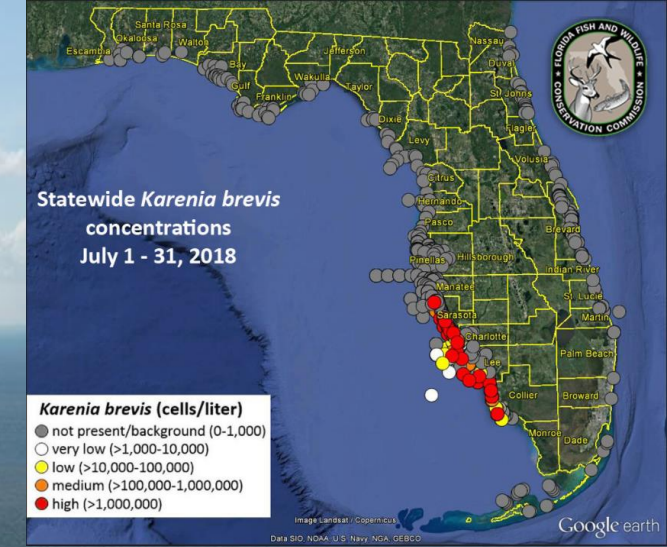 Statewide Karenia brevis
concentrations
July 1 - 31, 2018
Karenia brevis (cells/liter)
not present/background (0-1,000)
very low (>1,000-10,000)
low (>10,000-100,000)
medium (>100,000-1,000,000)
high (>1,000,000)
FLORIDA FISH AND WILDLIFE
CONSERVATION COMMISSION
Santa Rosa
Okaloosa
Escambia
Walton
Bay
Gulf
Franklin
Wakulla
Jefferson
Taylor
Dixie
Levy
Citrus
Hernando
Pasco
Pinellas
Hillsborough
Manatee
Sarasota
Charlotte
Lee
Collier
Monroe
Dade
Broward
Palm Beach
Martin
St. Lucie
Indian River
Brevard
Volusia
Flagler
St. Johns
Duval
Nassau
Image Landsat / Copernicus
Data SIO, NOAA, U.S. Navy, NGA, GEBCO
Google earth